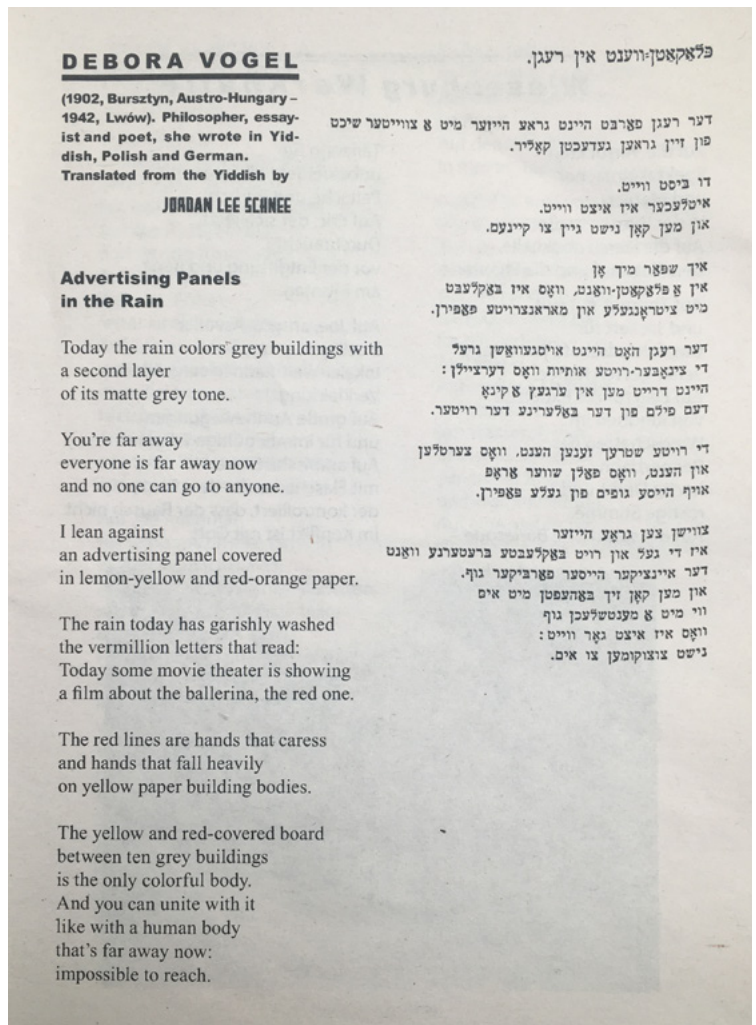 DEBORA VOGEL
(1902, Bursztyn, Austro-Hungary –
1942, Lwów). Philosopher, essay-
ist and poet, she wrote in Yid-
dish, Polish and German.
Translated from the Yiddish by
JORDAN LEE SCHNEE
Advertising Panels
in the Rain
Today the rain colors grey buildings with
a second layer
of its matte grey tone.
You're far away
everyone is far away now
and no one can go to anyone.
I lean against
an advertising panel covered
in lemon-yellow and red-orange paper.
The rain today has garishly washed
the vermillion letters that read:
Today some movie theater is showing
a film about the ballerina, the red one.
The red lines are hands that caress
and hands that fall heavily
on yellow paper building bodies.
The yellow and red-covered board
between ten grey buildings
is the only colorful body.
And you can unite with it
like with a human body
that's far away now:
impossible to reach.
פּלאַקאַטן-ווענט אין רעגן.
דער רעגן פאַרבט היינט גראַע הייזער מיט אַ צווייטער שיכט
פון זיין גראַען געדעכטן קאָליר.
דו ביסט ווייט.
איטלעכער איז איצט ווייט.
און מען קאָן נישט גיין צו קיינעם.
איך שפּאַר מיך אָן
אין אַ פּלאַקאַטן-וואַנט, וואָס איז באַקלעבט
מיט ציטראָנגעלע און מאַראַנצרויטע פּאַפּירן.
דער רעגן האָט היינט אויסגעוואַשן גרעל
די צינאָבער-רויטע אותיות וואָס דערציילן:
היינט דרייט מען אין ערגעץ אַ קינאָ
דעם פילם פון דער באַלערינע דער רויטער.
די רויטע שטרעך זענען הענט, וואָס צערטלען
און הענט, וואָס פאַלן שווער אַראָפּ
אויף הייסע גופים פון געלע פּאַפּירן.
צווישן צען גראַע הייזער
איז די געל און רויט באַקלעבטע ברעטערנע וואַנט
דער איינציקער הייסער פאַרביקער גוף.
און מען קאָן זיך באַהעפטן מיט אים
ווי מיט אַ מענטשלעכן גוף
וואָס איז איצט גאָר ווייט:
נישט צוצוקומען צו אים.